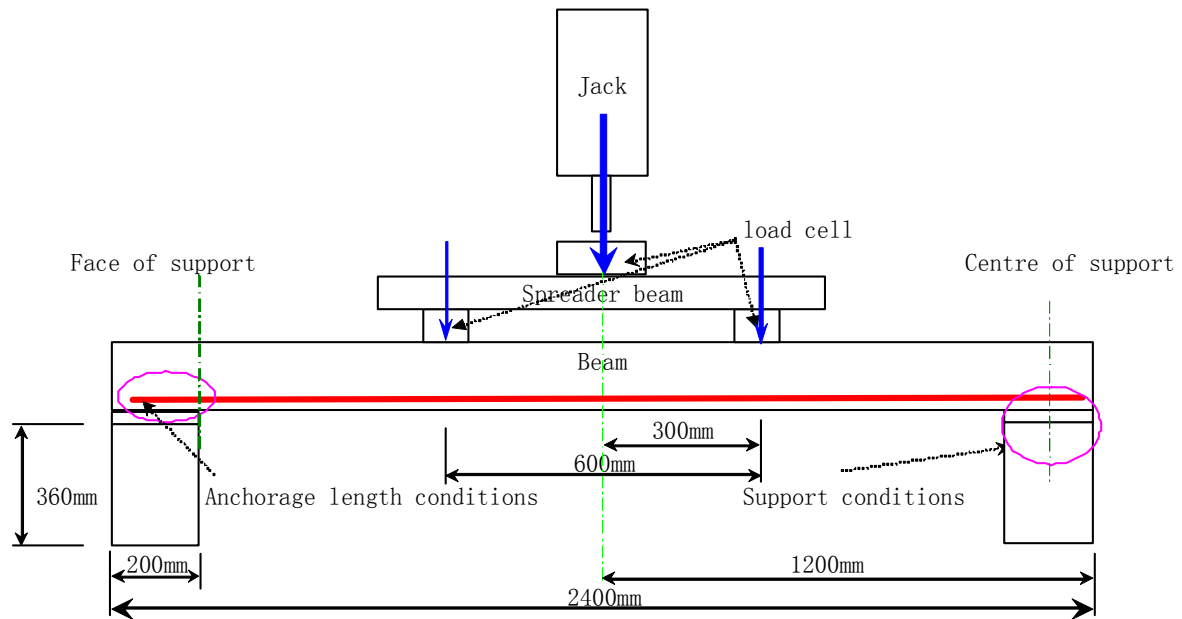 Jack
load cell
Face of support
Centre of support
Spreader beam
Beam
300mm
600mm
360mm
Anchorage length conditions
Support conditions
200mm
1200mm
2400mm